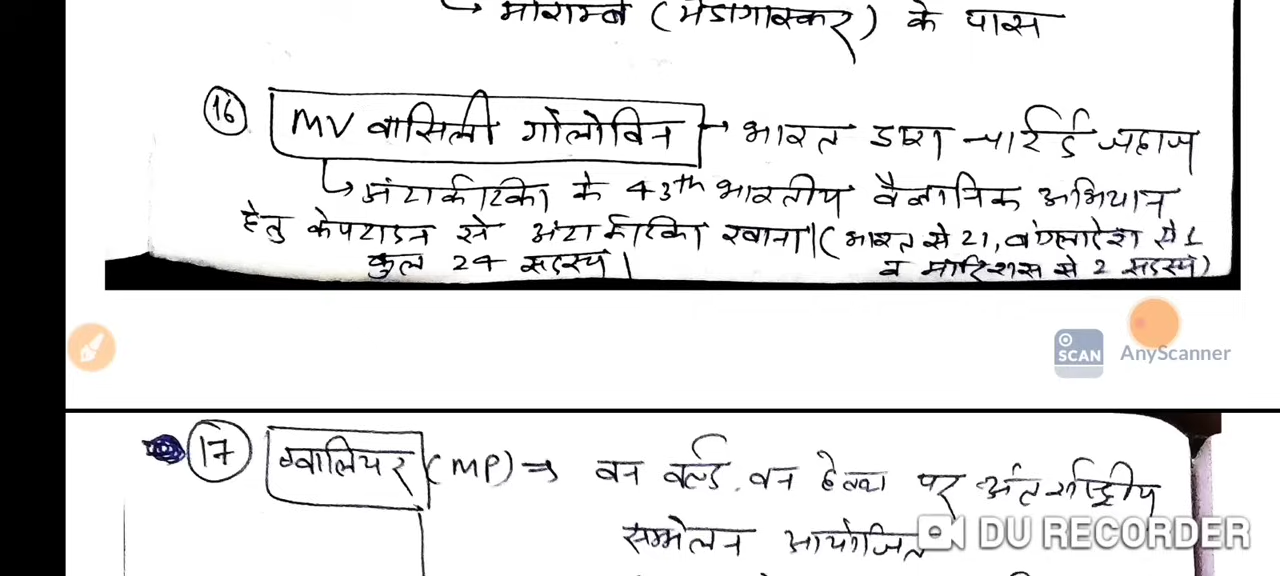 ↳ मोराम्बे (मेडागास्कर) के पास
16 MV वासिली गोलोविन → भारत द्वारा चार्टर्ड जहाज
↳ अंटार्कटिका के 43th भारतीय वैज्ञानिक अभियान
हेतु केपटाउन से अंटार्कटिका रवाना। (भारत से 21, बंग्लादेश से 1
कुल 24 सदस्य। व मॉरिशस से 2 सदस्य)
SCAN AnyScanner
17 ग्वालियर (MP) ⇒ वन वर्ल्ड वन हेल्थ पर अंतर्राष्ट्रीय
सम्मेलन आयोजित
DU RECORDER